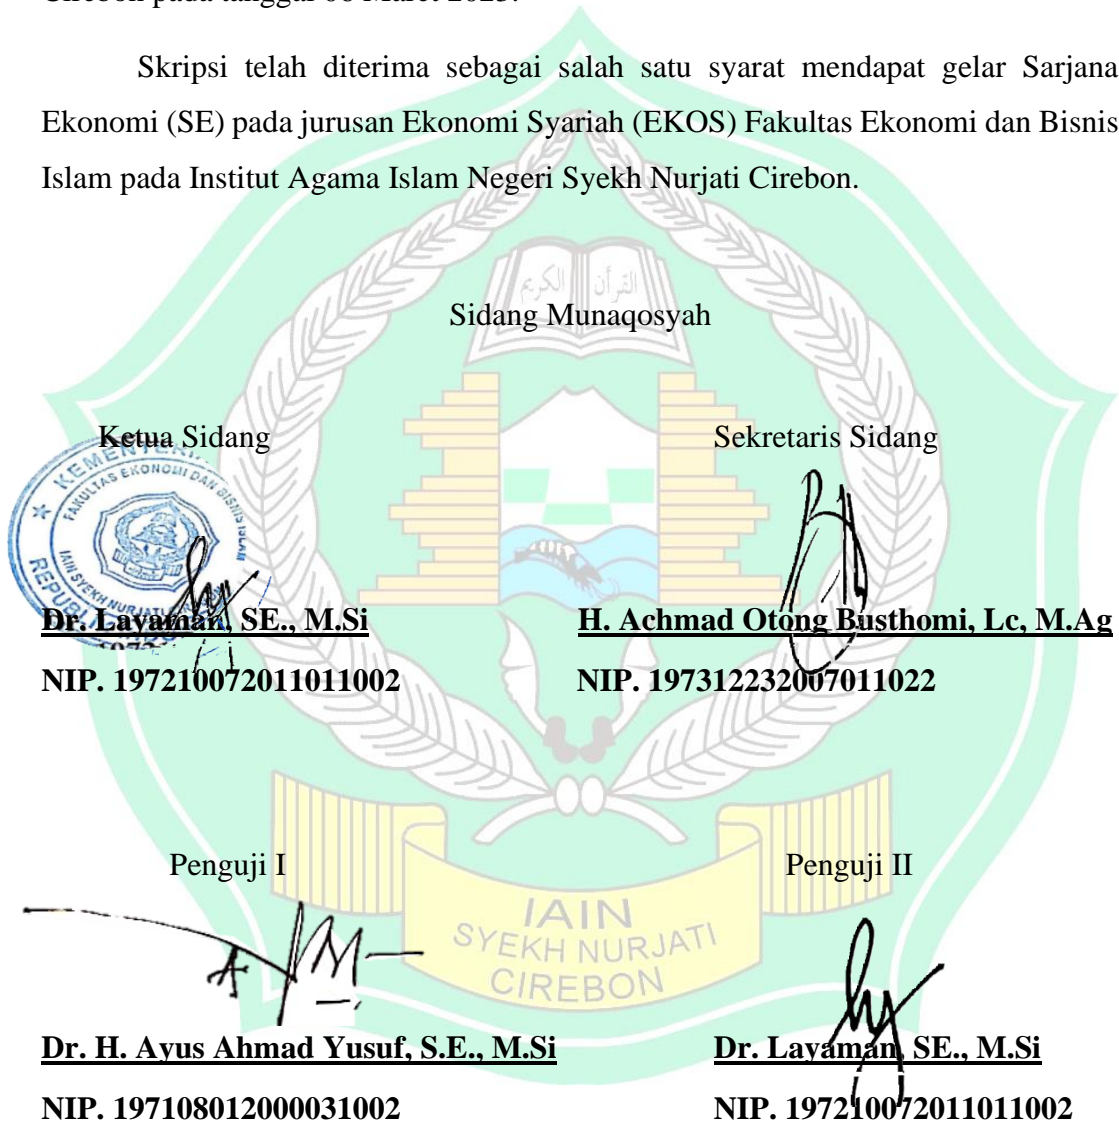 Skripsi telah diterima sebagai salah satu syarat mendapat gelar Sarjana
Ekonomi (SE) pada jurusan Ekonomi Syariah (EKOS) Fakultas Ekonomi dan Bisnis
Islam pada Institut Agama Islam Negeri Syekh Nurjati Cirebon.
القرآن الكريم
Sidang Munaqosyah
Ketua Sidang
Sekretaris Sidang
FAKULTAS EKONOMI DAN BISNIS ISLAM
IAIN SYEKH NURJATI
Dr. Layaman, SE., M.Si
H. Achmad Otong Busthomi, Lc, M.Ag
NIP. 197210072011011002
NIP. 197312232007011022
Penguji I
Penguji II
IAIN
SYEKH NURJATI
CIREBON
Dr. H. Ayus Ahmad Yusuf, S.E., M.Si
Dr. Layaman, SE., M.Si
NIP. 197108012000031002
NIP. 197210072011011002